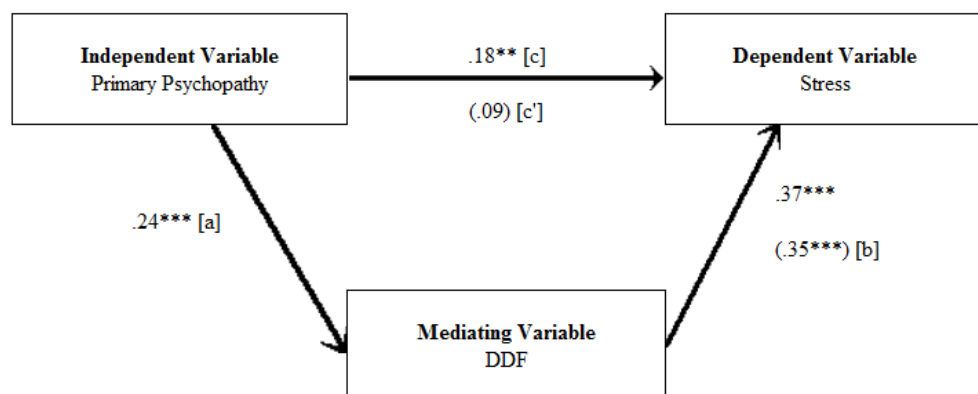 Independent Variable
Primary Psychopathy
.18** [c]
(.09) [c']
Dependent Variable
Stress
.24*** [a]
.37***
(.35***) [b]
Mediating Variable
DDF